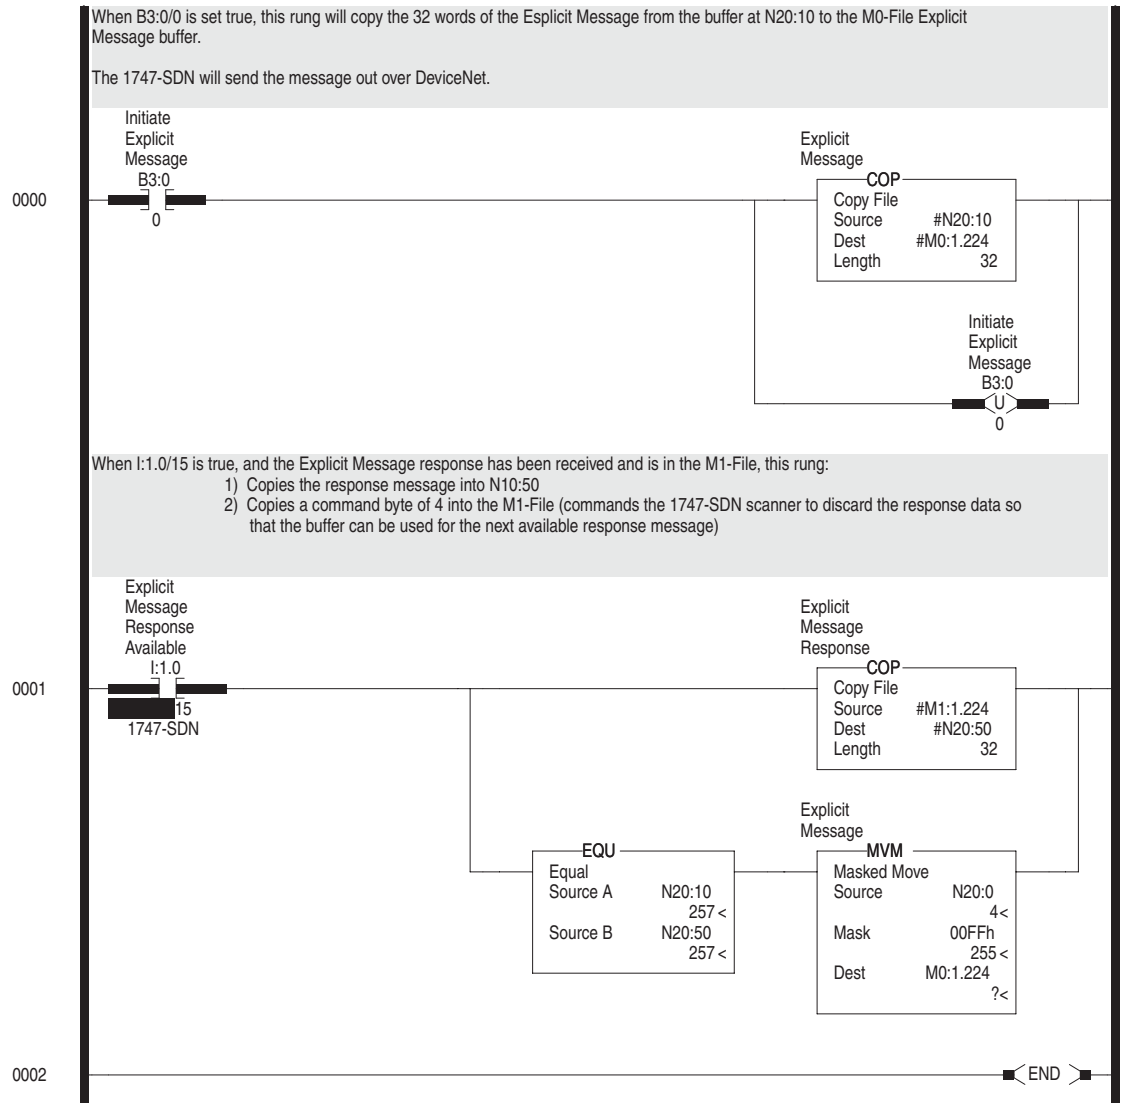 When B3:0/0 is set true, this rung will copy the 32 words of the Esplicit Message from the buffer at N20:10 to the M0-File Explicit
Message buffer.
The 1747-SDN will send the message out over DeviceNet.
Initiate
Explicit
Message
B3:0
0
0000
Explicit
Message
COP
Copy File
Source #N20:10
Dest #M0:1.224
Length 32
Initiate
Explicit
Message
B3:0
U
0
When I:1.0/15 is true, and the Explicit Message response has been received and is in the M1-File, this rung:
1) Copies the response message into N10:50
2) Copies a command byte of 4 into the M1-File (commands the 1747-SDN scanner to discard the response data so
that the buffer can be used for the next available response message)
Explicit
Message
Response
Available
I:1.0
15
1747-SDN
0001
Explicit
Message
Response
COP
Copy File
Source #M1:1.224
Dest #N20:50
Length 32
EQU
Equal
Source A N20:10
257<
Source B N20:50
257<
Explicit
Message
MVM
Masked Move
Source N20:0
4<
Mask 00FFh
255<
Dest M0:1.224
?<
0002
END